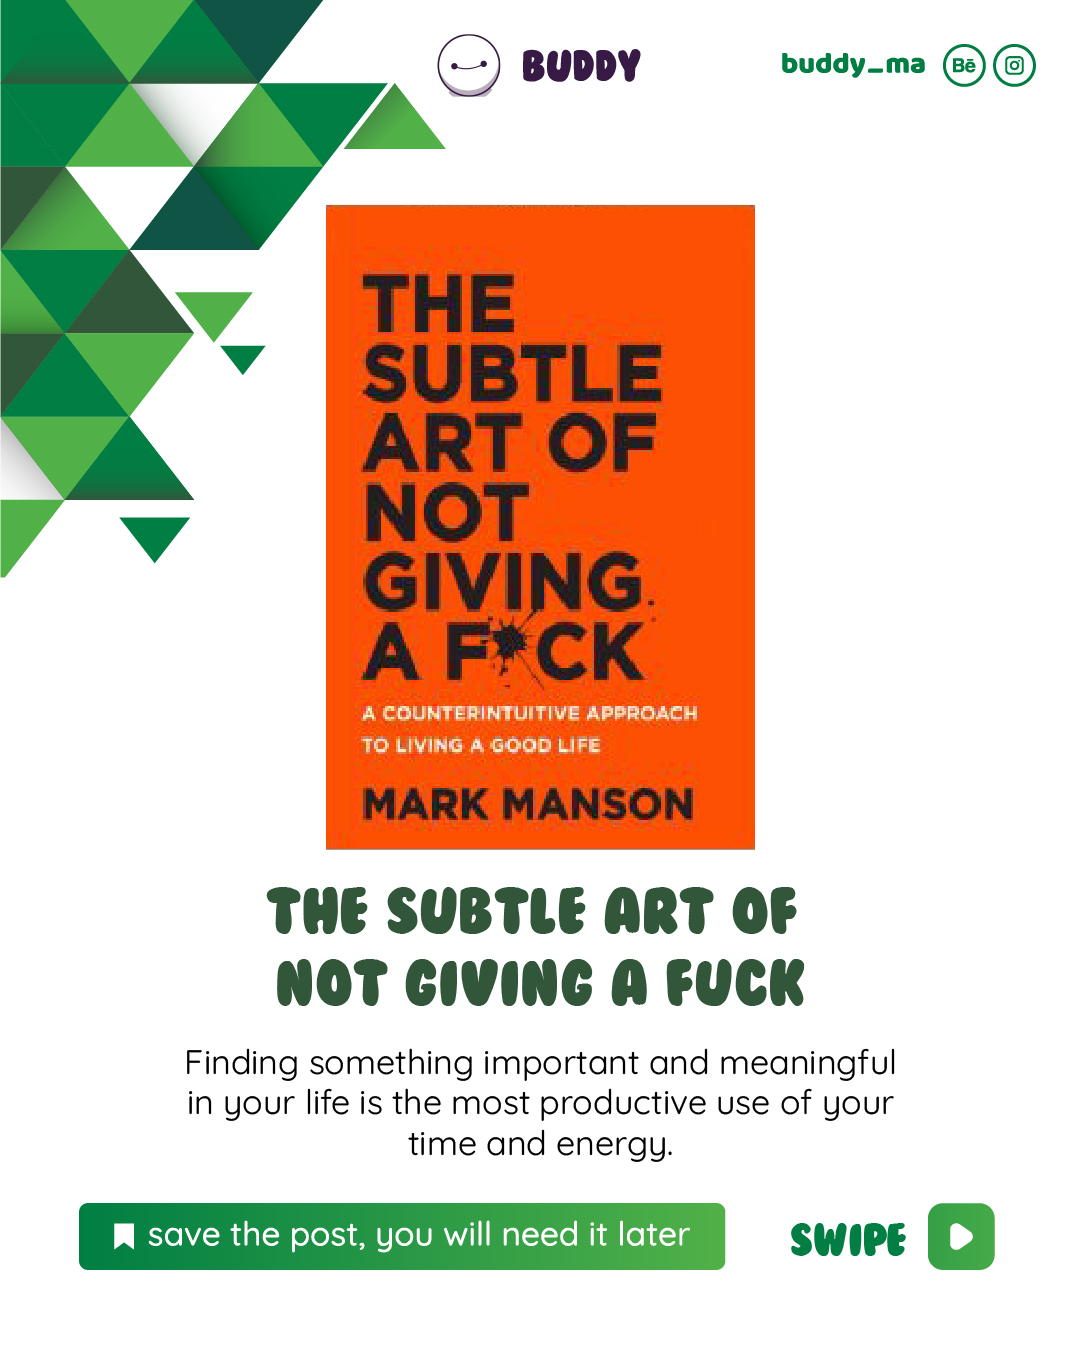 BUDDY
buddy_ma
Bē
THE
SUBTLE
ART OF
NOT
GIVING
A F*CK
A COUNTERINTUITIVE APPROACH
TO LIVING A GOOD LIFE
MARK MANSON
THE SUBTLE ART OF
NOT GIVING A FUCK
Finding something important and meaningful
in your life is the most productive use of your
time and energy.
save the post, you will need it later
SWIPE